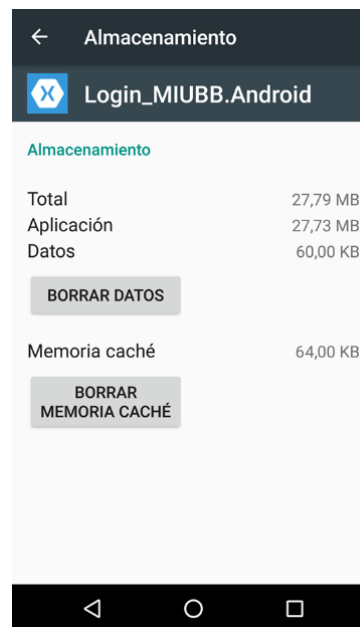 Almacenamiento
Login_MIUBB.Android
Almacenamiento
Total 27,79 MB
Aplicación 27,73 MB
Datos 60,00 KB
BORRAR DATOS
Memoria caché 64,00 KB
BORRAR
MEMORIA CACHÉ